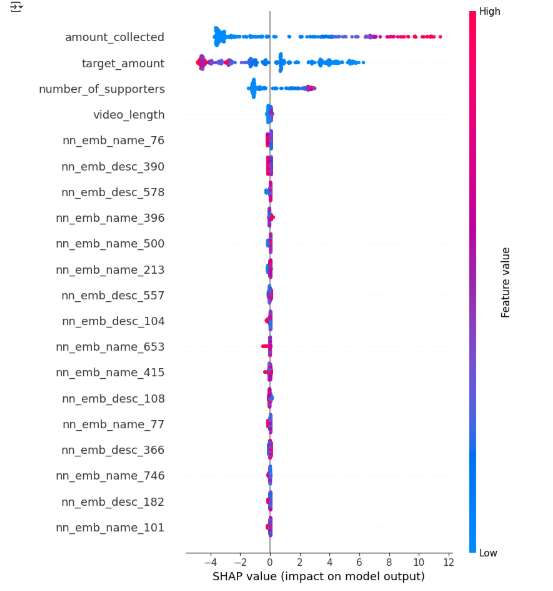 High
amount_collected
target_amount
number_of_supporters
video_length
nn_emb_name_76
nn_emb_desc_390
nn_emb_desc_578
nn_emb_name_396
nn_emb_name_500
nn_emb_name_213
nn_emb_desc_557
nn_emb_desc_104
nn_emb_name_653
nn_emb_name_415
nn_emb_desc_108
nn_emb_name_77
nn_emb_desc_366
nn_emb_name_746
nn_emb_desc_182
nn_emb_name_101
Feature value
Low
−4 −2 0 2 4 6 8 10 12
SHAP value (impact on model output)